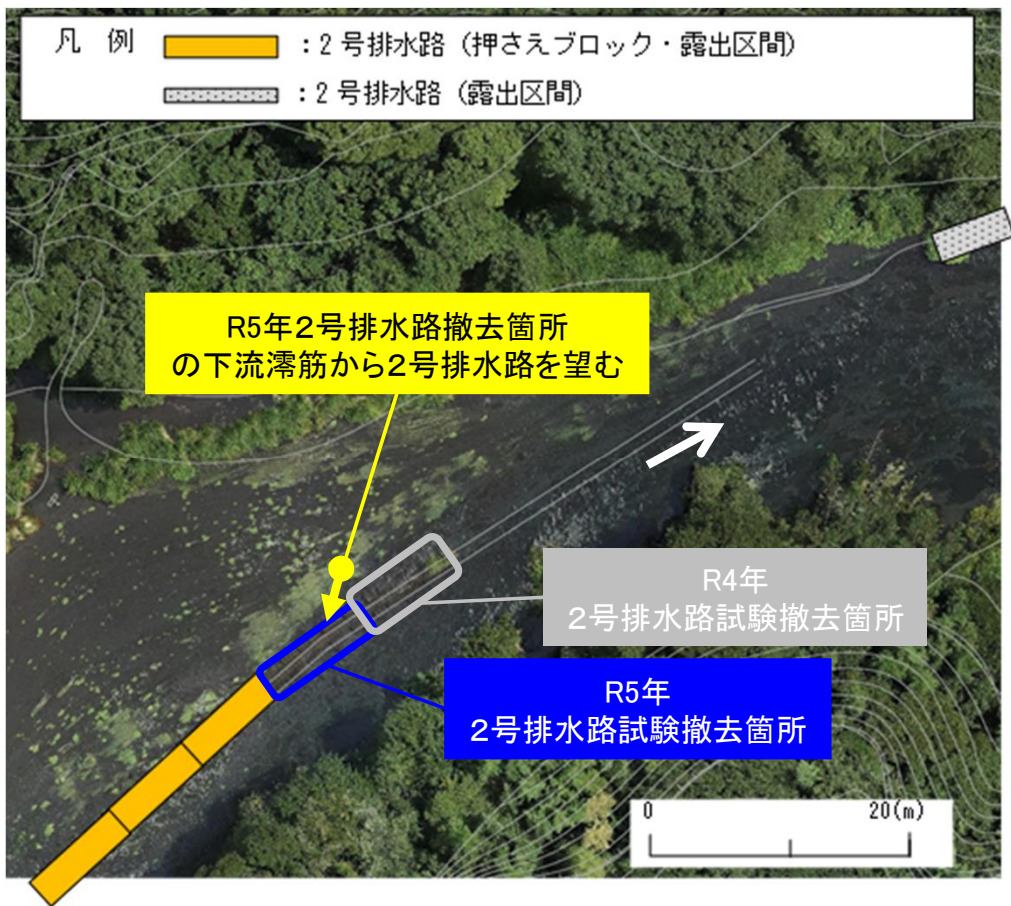 凡 例
：２号排水路（押さえブロック・露出区間）
：２号排水路（露出区間）
R5年２号排水路撤去箇所
の下流澪筋から２号排水路を望む
R4年
２号排水路試験撤去箇所
R5年
２号排水路試験撤去箇所
0 20(m)